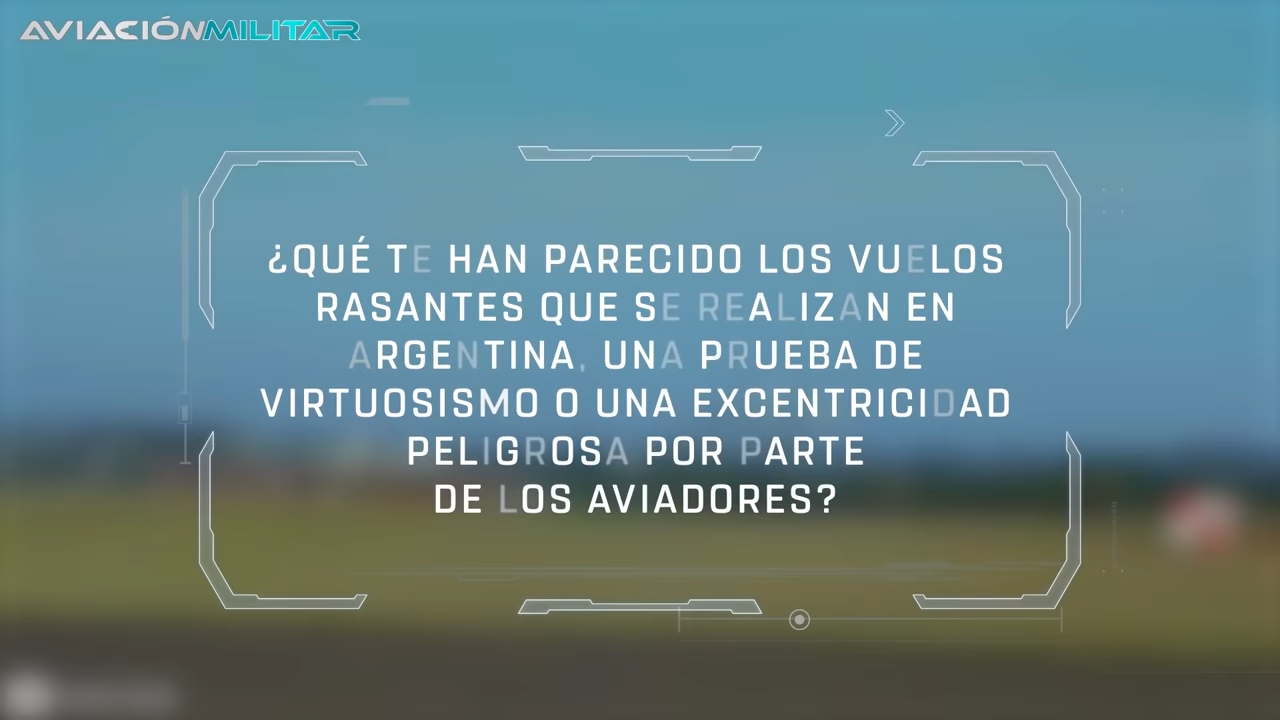 AVIACIÓNMILITAR
¿QUÉ TE HAN PARECIDO LOS VUELOS
RASANTES QUE SE REALIZAN EN
ARGENTINA, UNA PRUEBA DE
VIRTUOSISMO O UNA EXCENTRICIDAD
PELIGROSA POR PARTE
DE LOS AVIADORES?